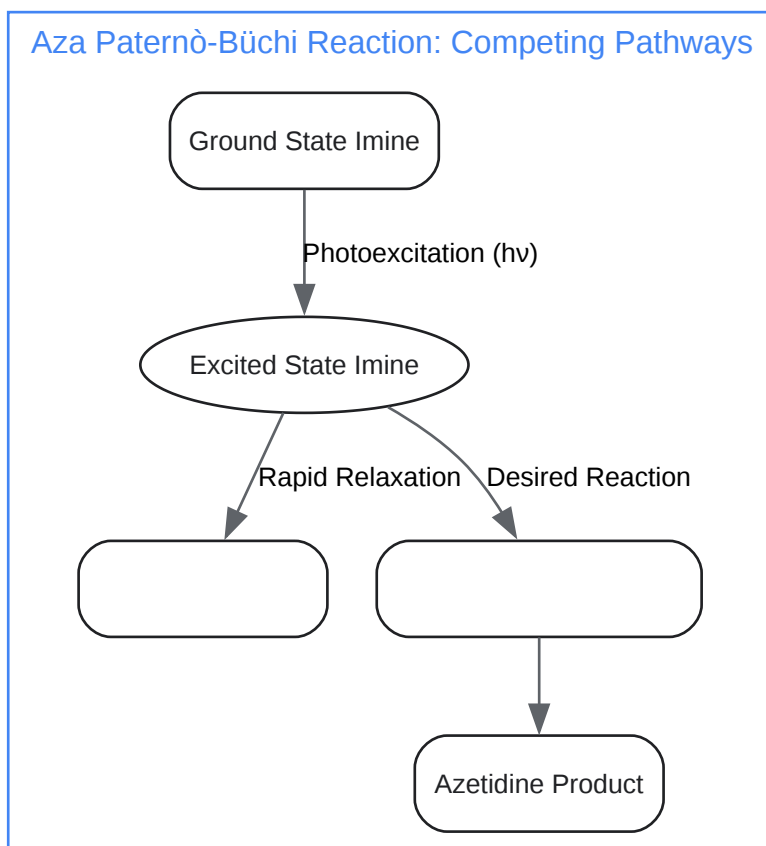 Aza Paternò-Büchi Reaction: Competing Pathways
Ground State Imine
Photoexcitation (hν)
Excited State Imine
Rapid Relaxation
Desired Reaction
Azetidine Product